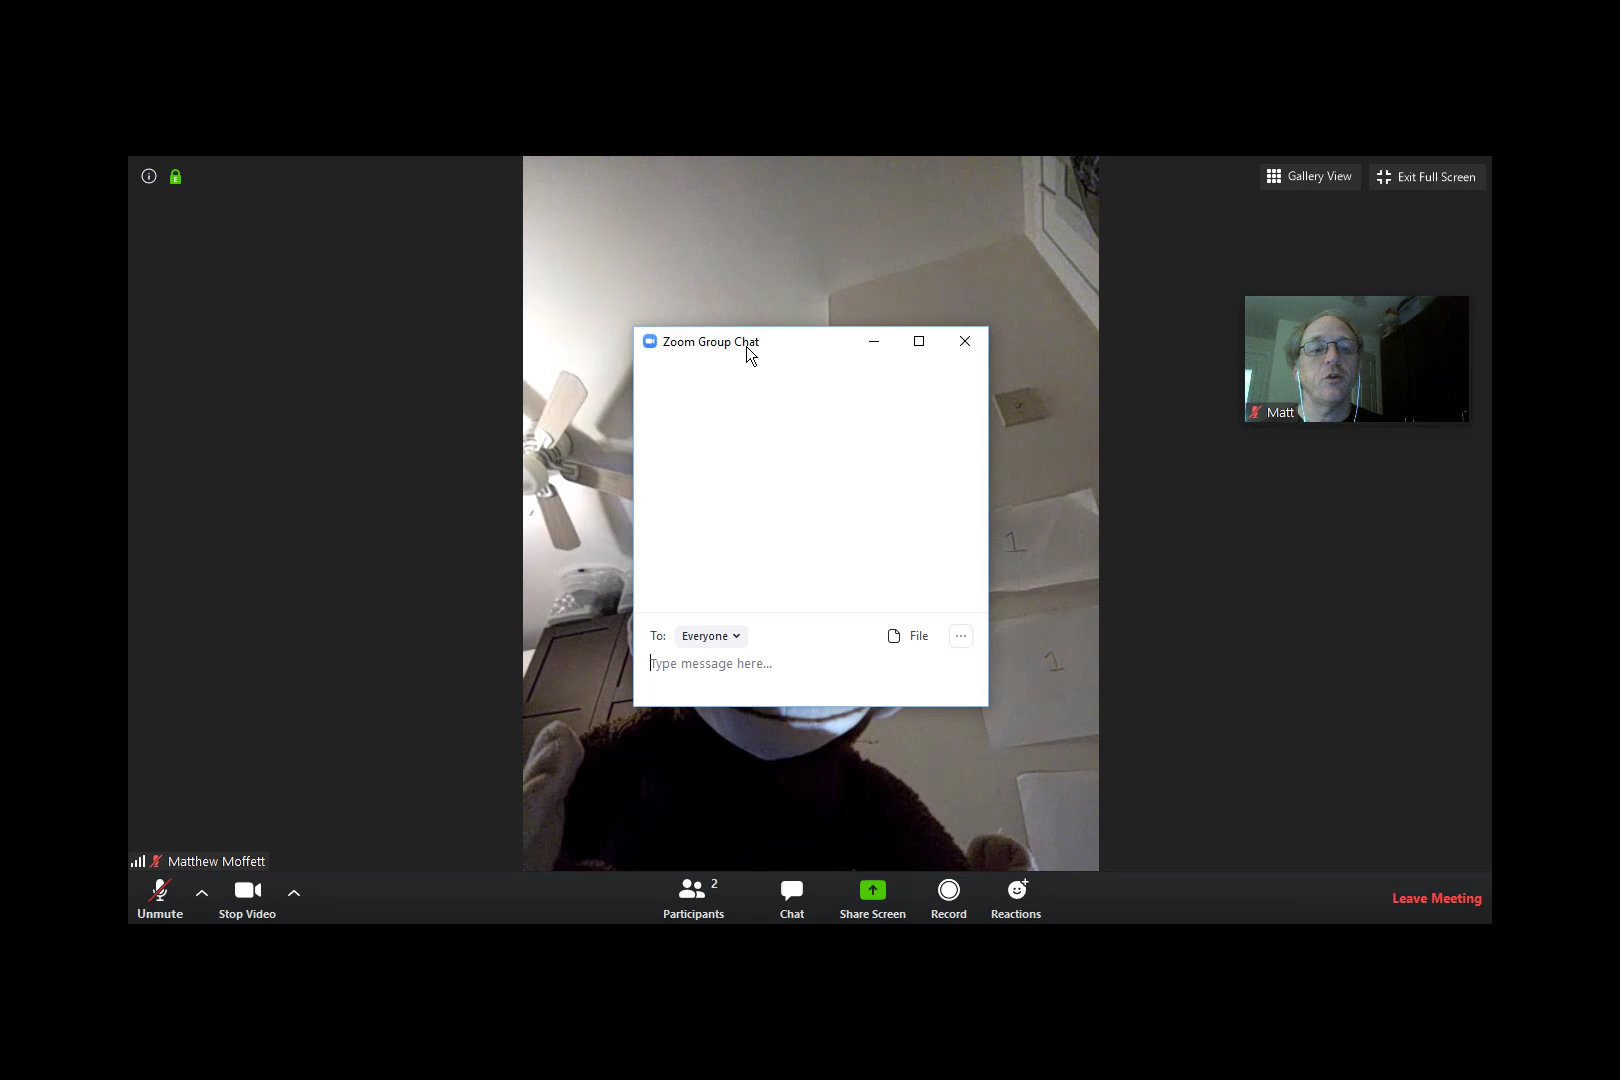 Gallery View
Exit Full Screen
Zoom Group Chat
Matt
1
To: Everyone File ...
Type message here...
1
Matthew Moffett
2
Unmute
Stop Video
Participants
Chat
Share Screen
Record
Reactions
Leave Meeting